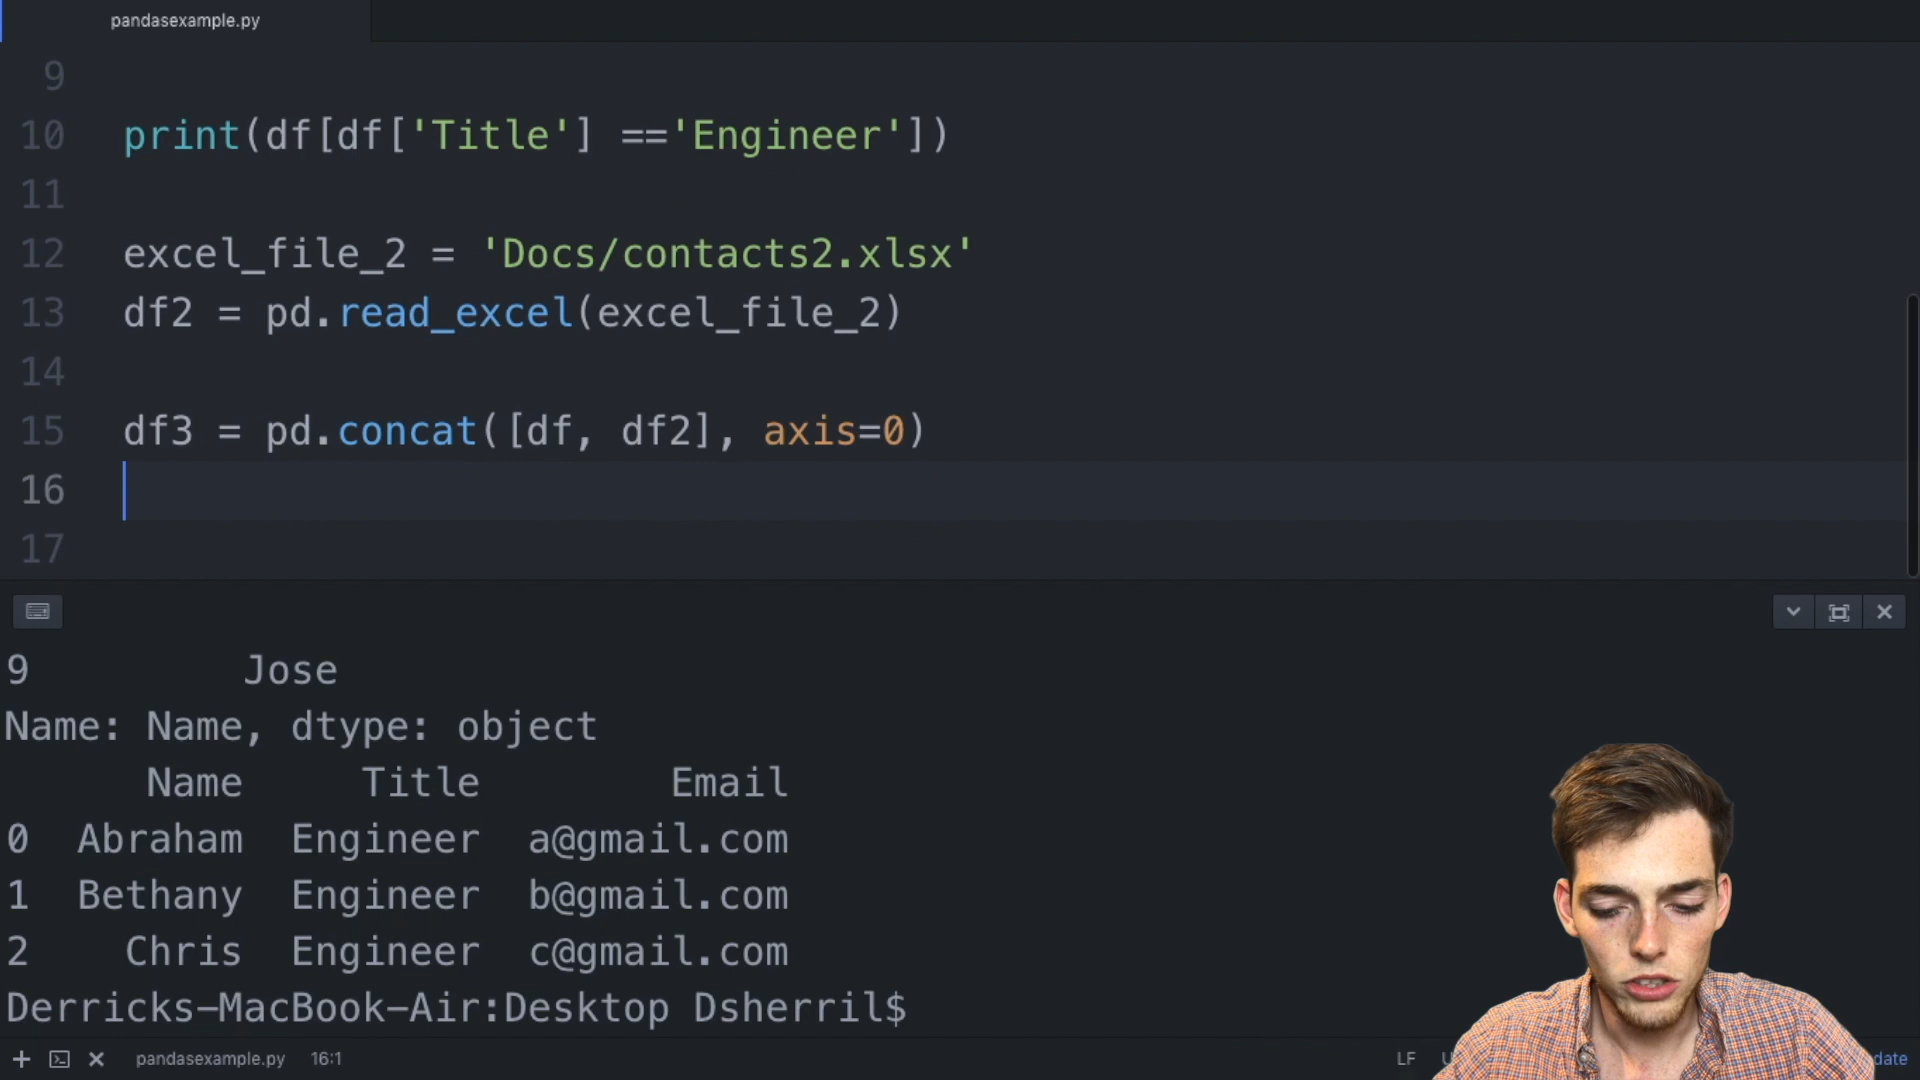 pandasexample.py
9
10 print(df[df['Title'] =='Engineer'])
11
12 excel_file_2 = 'Docs/contacts2.xlsx'
13 df2 = pd.read_excel(excel_file_2)
14
15 df3 = pd.concat([df, df2], axis=0)
16
17
9 Jose
Name: Name, dtype: object
Name Title Email
0 Abraham Engineer a@gmail.com
1 Bethany Engineer b@gmail.com
2 Chris Engineer c@gmail.com
Derricks-MacBook-Air:Desktop Dsherril$
pandasexample.py 16:1 LF